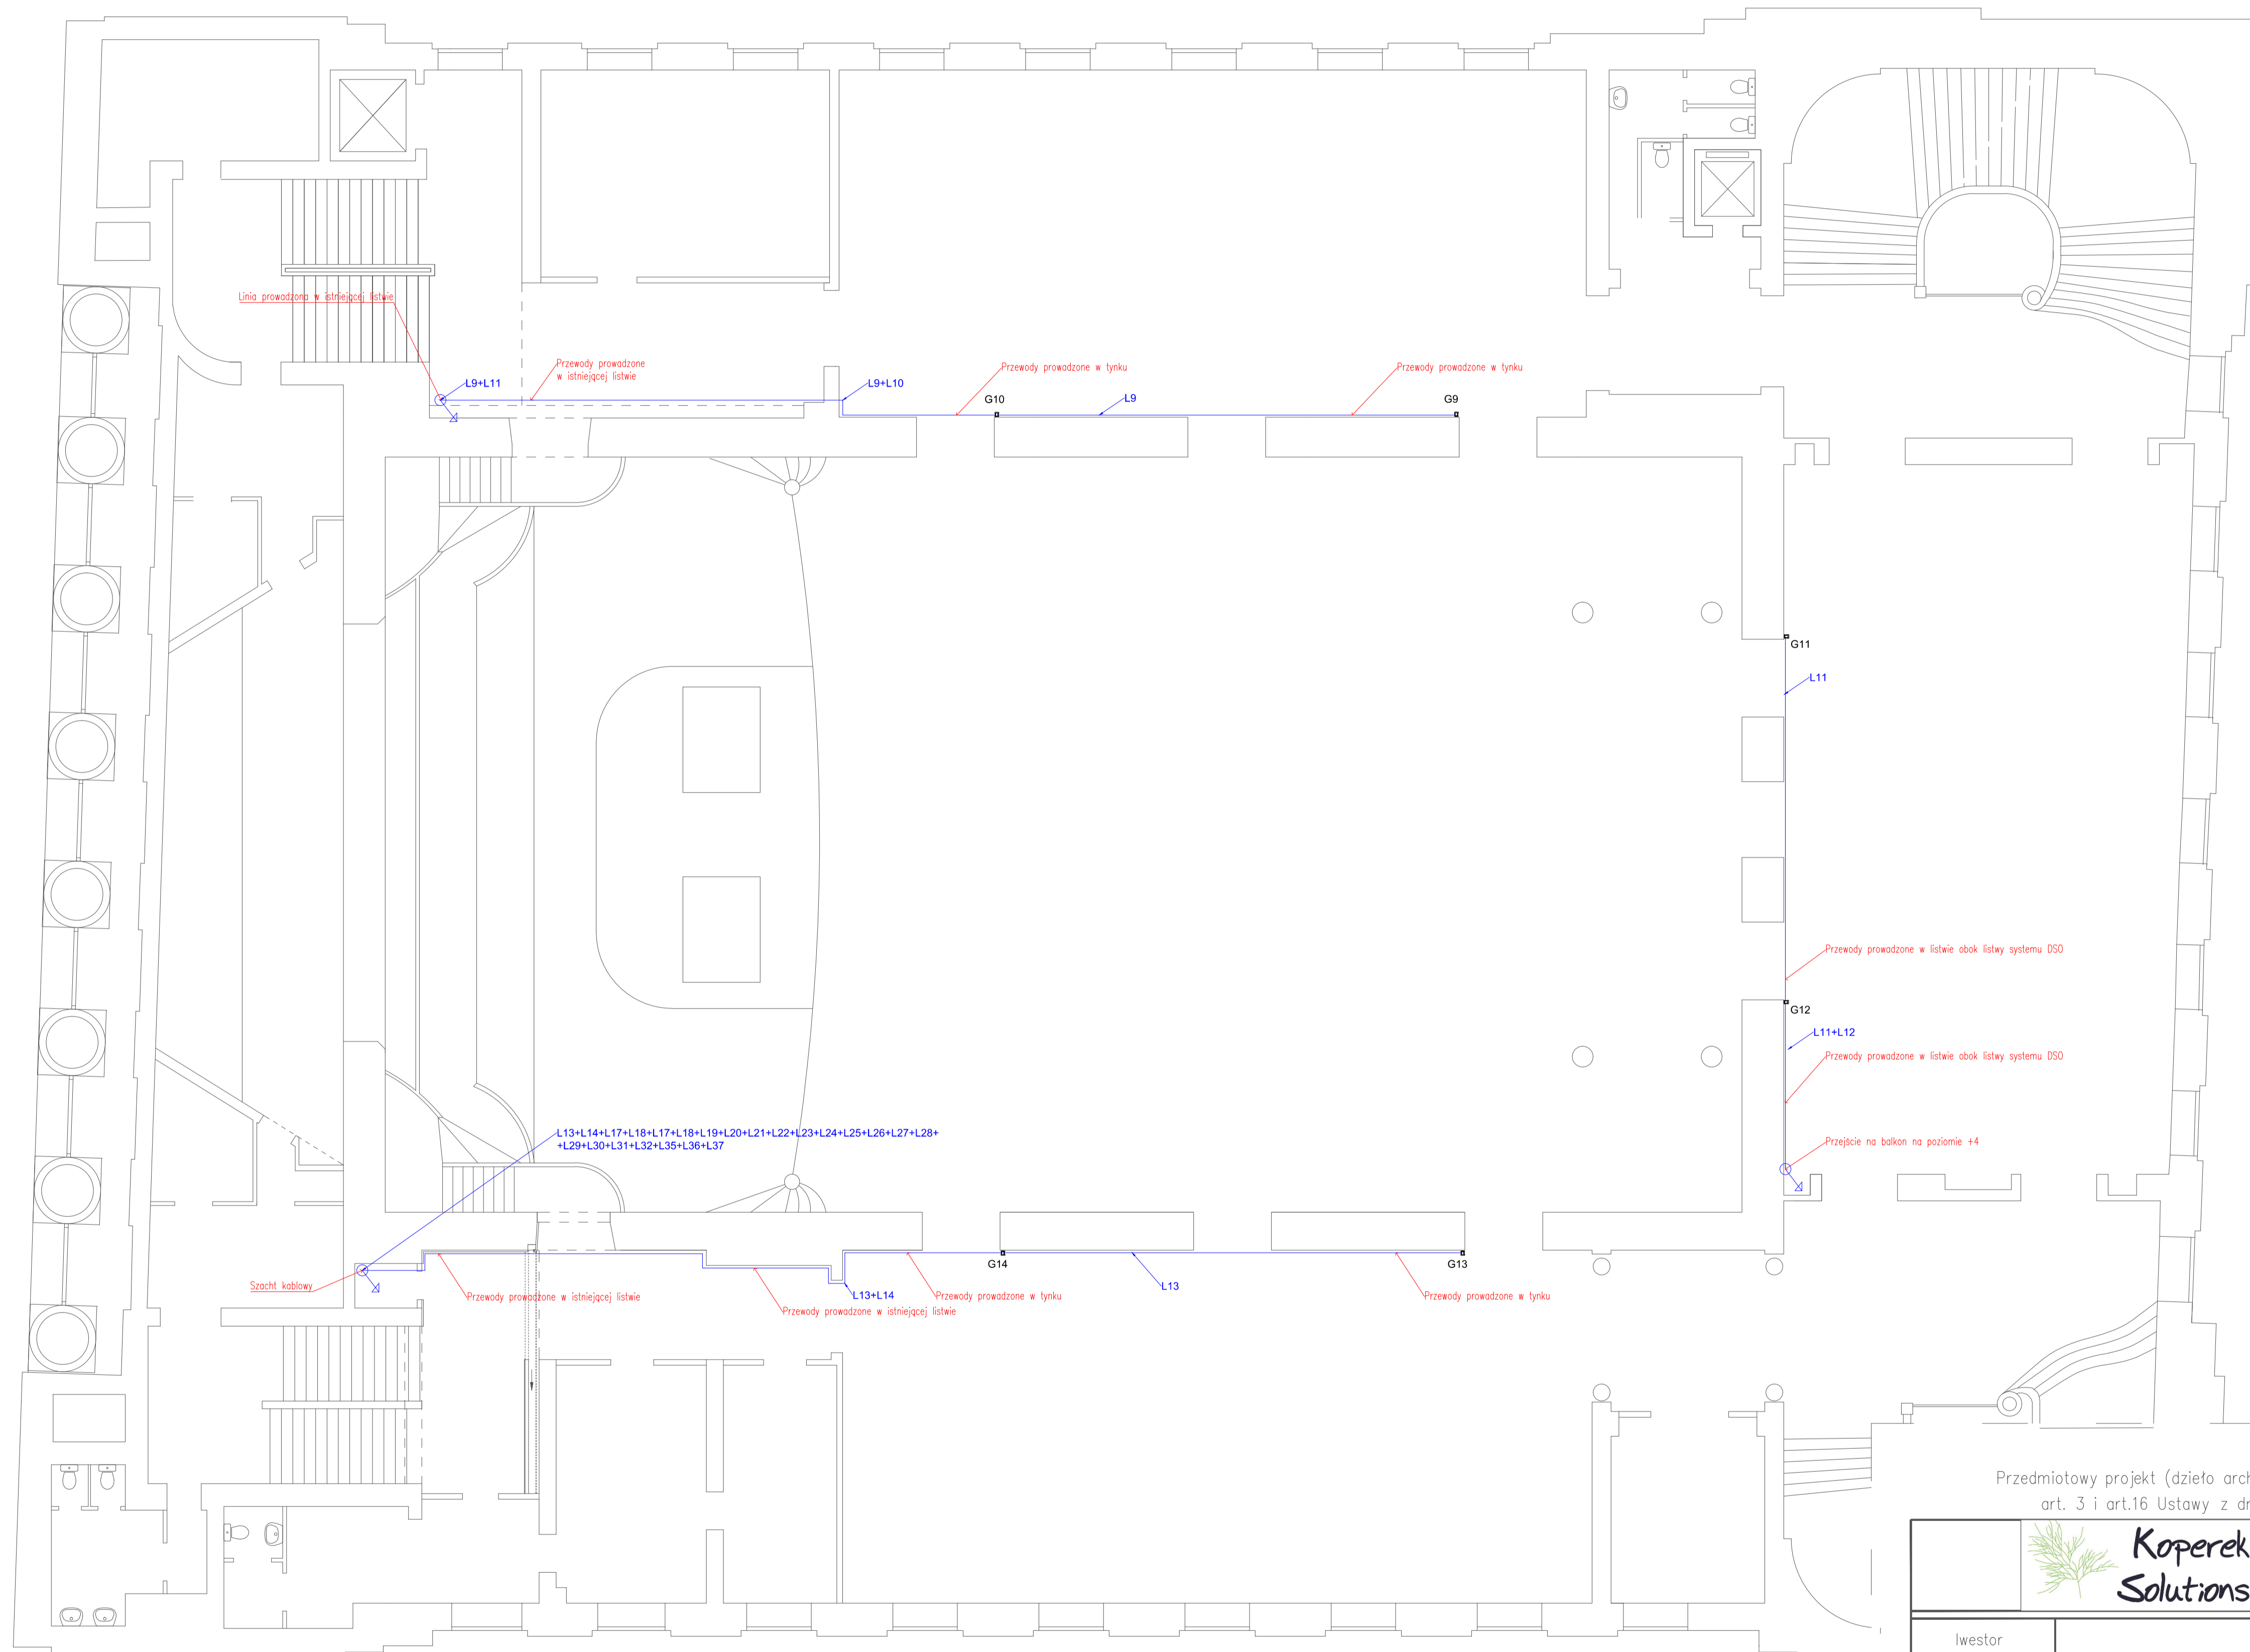 Linia prowadzona w istniejącej listwie
Przewody prowadzone
w istniejącej listwie
L9+L11
L9+L10
Przewody prowadzone w tynku
Przewody prowadzone w tynku
G10
L9
G9
G11
L11
Przewody prowadzone w listwie obok listwy systemu DSO
G12
L11+L12
Przewody prowadzone w listwie obok listwy systemu DSO
Przejście na balkon na poziomie +4
L13+L14+L17+L18+L17+L18+L19+L20+L21+L22+L23+L24+L25+L26+L27+L28+
+L29+L30+L31+L32+L35+L36+L37
G14
G13
Szacht kablowy
L13
Przewody prowadzone w istniejącej listwie
L13+L14
Przewody prowadzone w tynku
Przewody prowadzone w tynku
Przewody prowadzone w istniejącej listwie
Przedmiotowy projekt (dzieło arch
art. 3 i art.16 Ustawy z dn
Koperek
Solutions
Iwestor